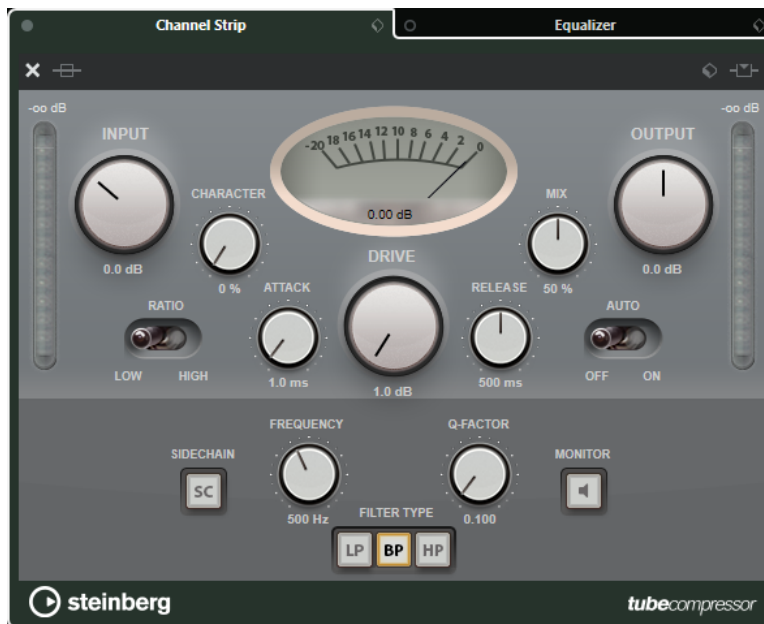 Channel Strip
Equalizer
-oo dB
-oo dB
INPUT
OUTPUT
-20 18 16 14 12 10 8 6 4 2 0
0.00 dB
CHARACTER
MIX
0.0 dB
0.0 dB
0 %
50 %
DRIVE
RATIO
ATTACK
RELEASE
AUTO
LOW
HIGH
1.0 ms
1.0 dB
500 ms
OFF
ON
FREQUENCY
Q-FACTOR
SIDECHAIN
MONITOR
SC
500 Hz
FILTER TYPE
0.100
LP
BP
HP
steinberg
tubecompressor